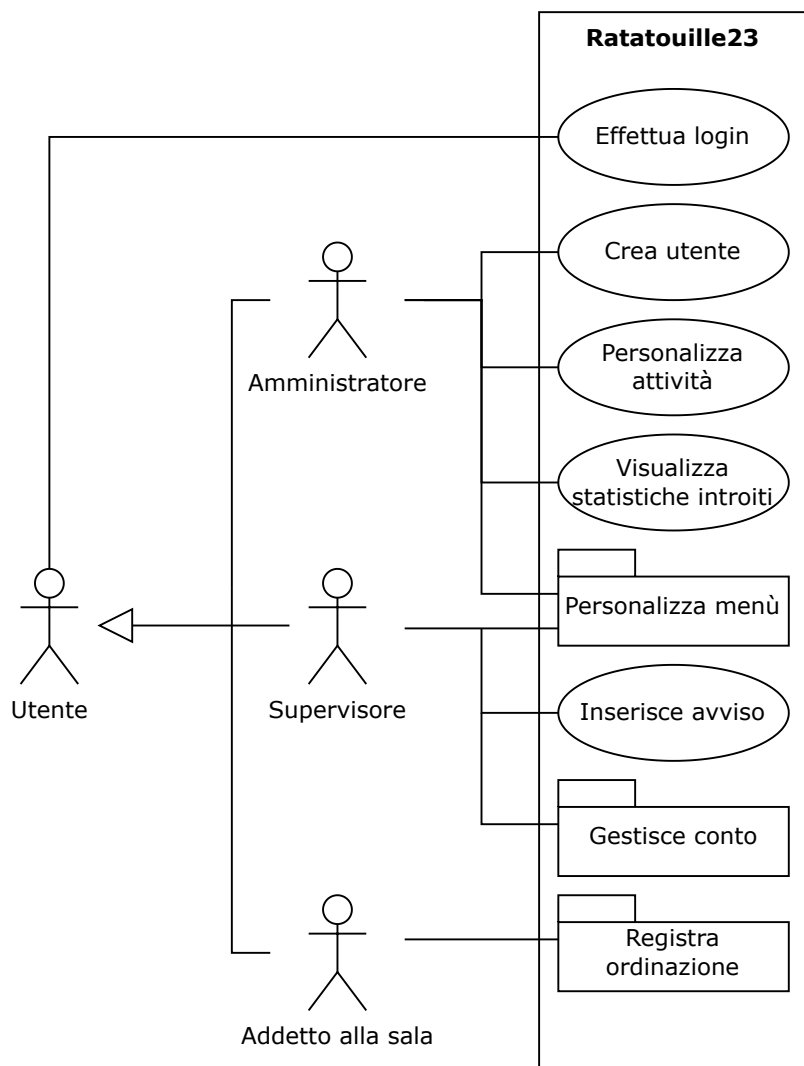 Ratatouille23
Effettua login
Crea utente
Amministratore
Personalizza
attività
Visualizza
statistiche introiti
Personalizza menù
Utente
Supervisore
Inserisce avviso
Gestisce conto
Registra
ordinazione
Addetto alla sala